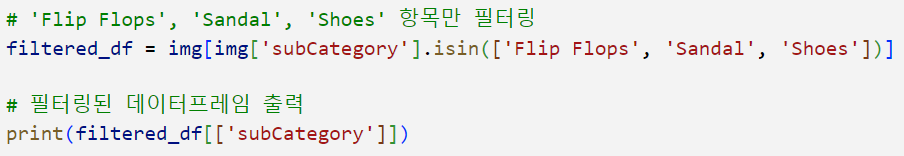 # 'Flip Flops', 'Sandal', 'Shoes' 항목만 필터링
filtered_df = img[img['subCategory'].isin(['Flip Flops', 'Sandal', 'Shoes'])]

# 필터링된 데이터프레임 출력
print(filtered_df[['subCategory']])